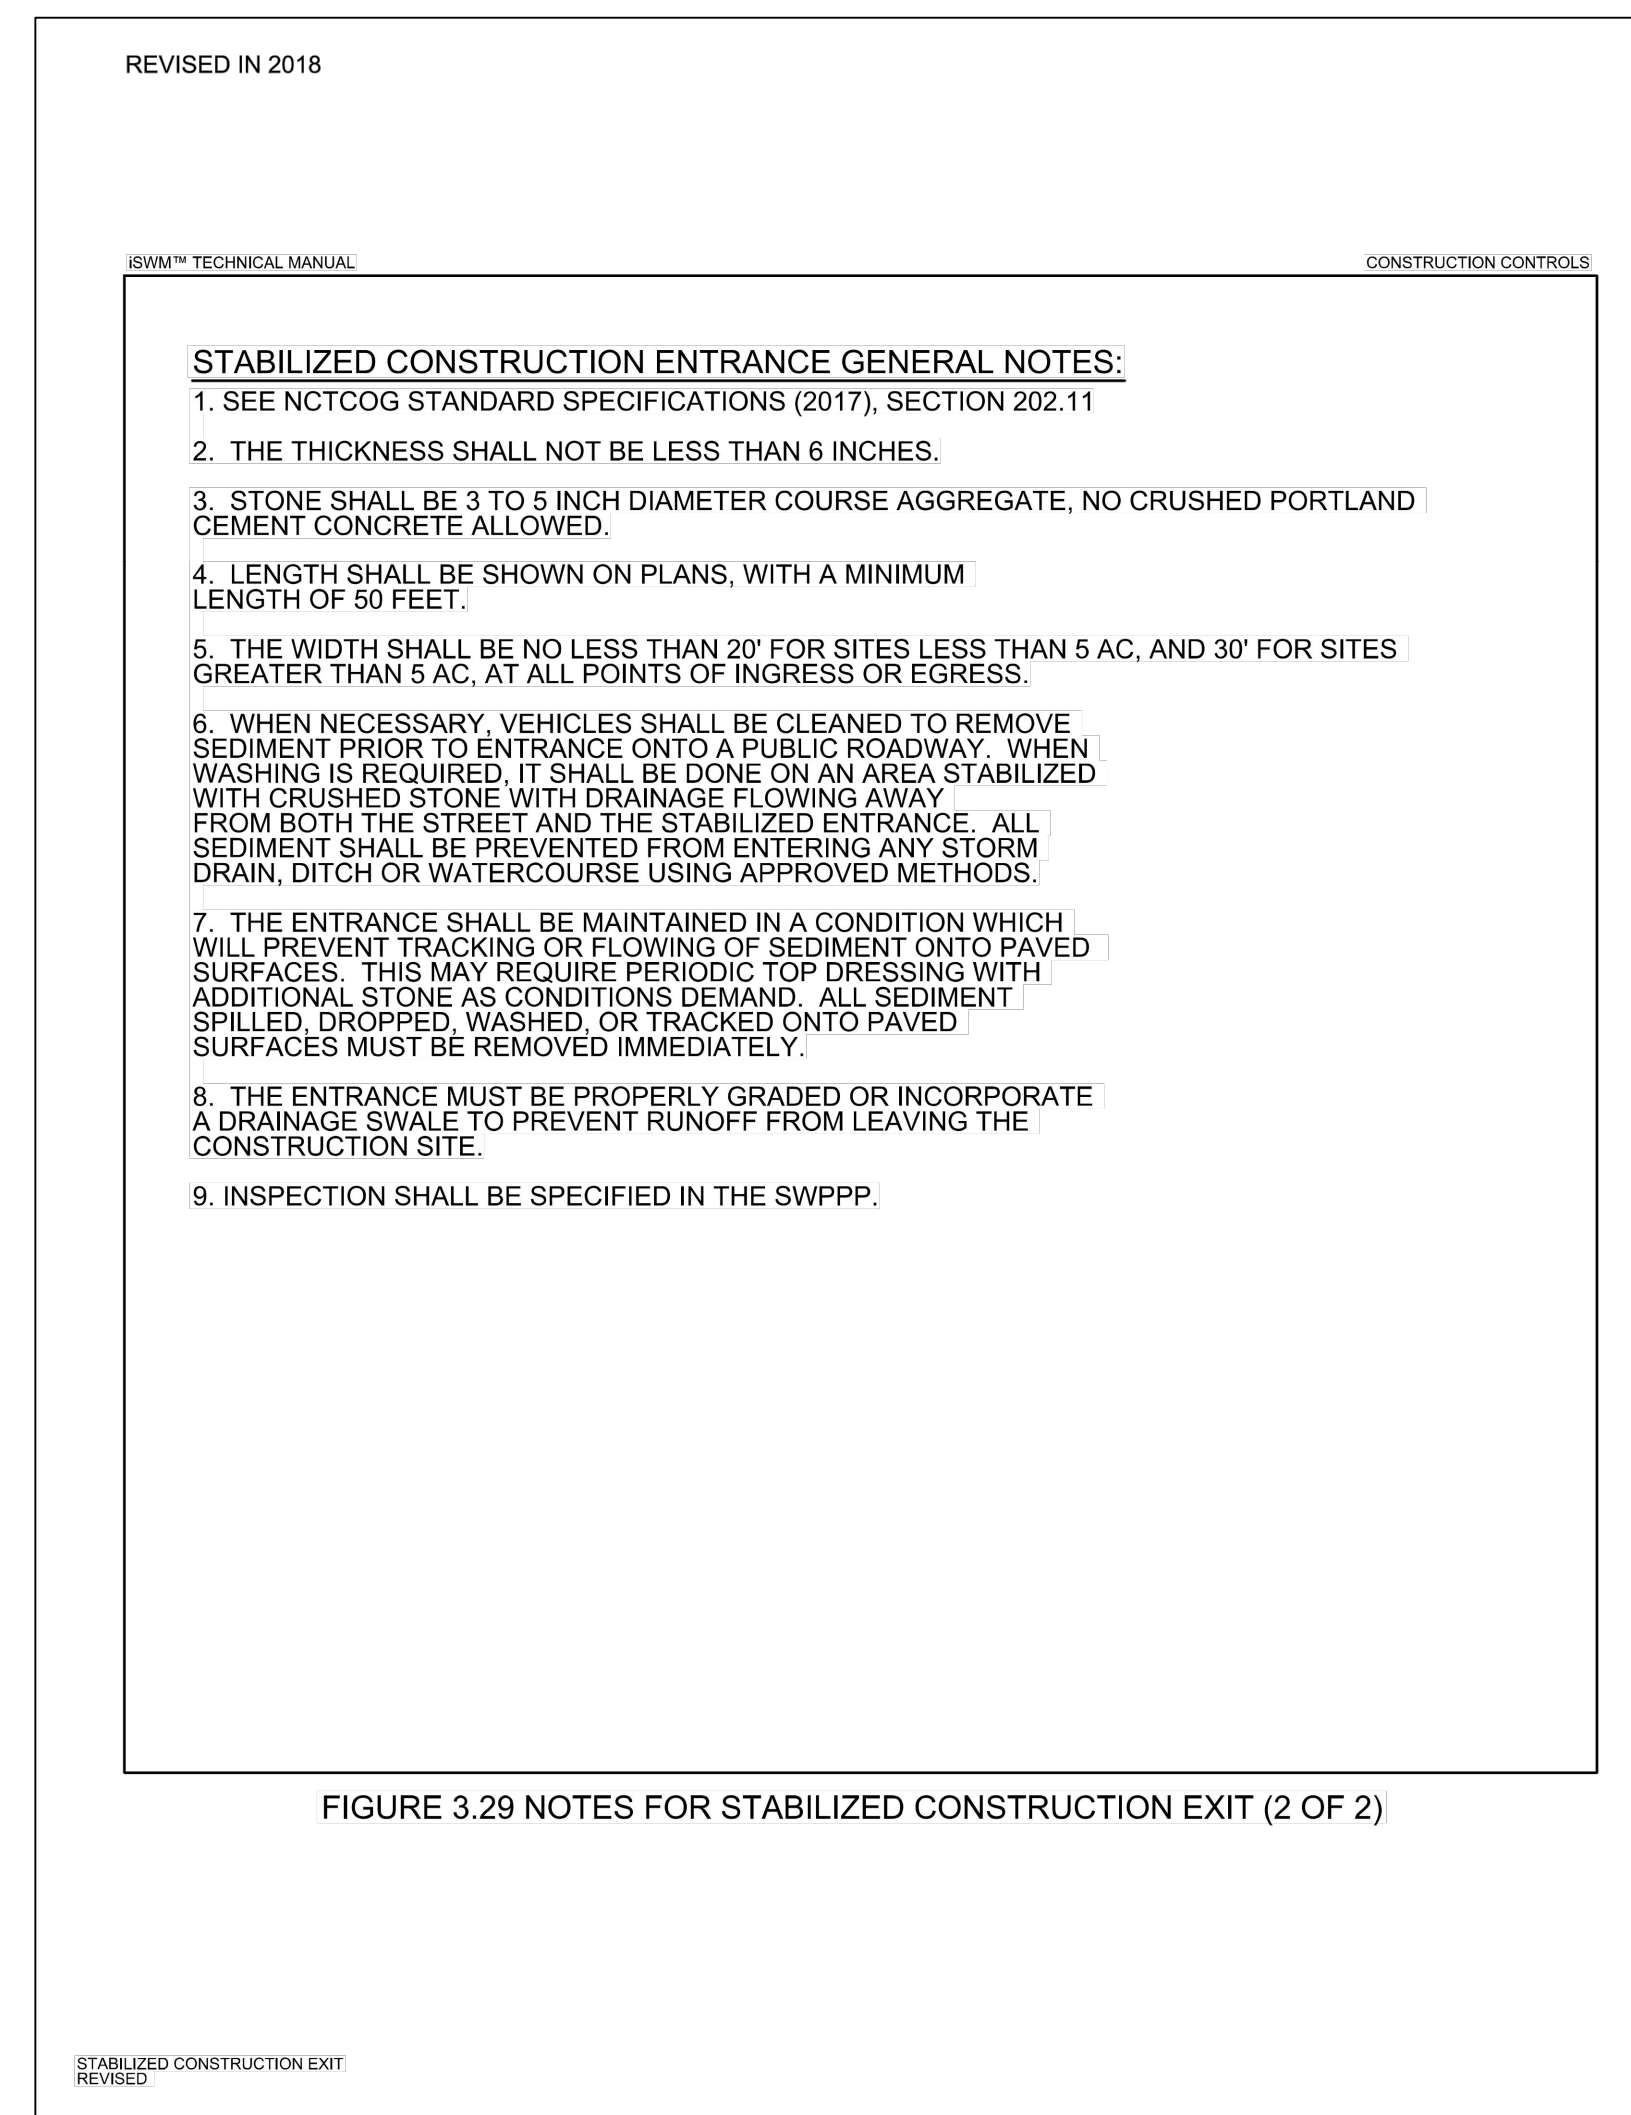 REVISED IN 2018
iSWM™ TECHNICAL MANUAL
CONSTRUCTION CONTROLS
STABILIZED CONSTRUCTION ENTRANCE GENERAL NOTES:
1. SEE NCTCOG STANDARD SPECIFICATIONS (2017), SECTION 202.11
2.  THE THICKNESS SHALL NOT BE LESS THAN 6 INCHES.
3.  STONE SHALL BE 3 TO 5 INCH DIAMETER COURSE AGGREGATE, NO CRUSHED PORTLAND
CEMENT CONCRETE ALLOWED.
4.  LENGTH SHALL BE SHOWN ON PLANS, WITH A MINIMUM
LENGTH OF 50 FEET.
5.  THE WIDTH SHALL BE NO LESS THAN 20' FOR SITES LESS THAN 5 AC, AND 30' FOR SITES
GREATER THAN 5 AC, AT ALL POINTS OF INGRESS OR EGRESS.
6.  WHEN NECESSARY, VEHICLES SHALL BE CLEANED TO REMOVE
SEDIMENT PRIOR TO ENTRANCE ONTO A PUBLIC ROADWAY.  WHEN
WASHING IS REQUIRED, IT SHALL BE DONE ON AN AREA STABILIZED
WITH CRUSHED STONE WITH DRAINAGE FLOWING AWAY
FROM BOTH THE STREET AND THE STABILIZED ENTRANCE.  ALL
SEDIMENT SHALL BE PREVENTED FROM ENTERING ANY STORM
DRAIN, DITCH OR WATERCOURSE USING APPROVED METHODS.
7.  THE ENTRANCE SHALL BE MAINTAINED IN A CONDITION WHICH
WILL PREVENT TRACKING OR FLOWING OF SEDIMENT ONTO PAVED
SURFACES.  THIS MAY REQUIRE PERIODIC TOP DRESSING WITH
ADDITIONAL STONE AS CONDITIONS DEMAND.  ALL SEDIMENT
SPILLED, DROPPED, WASHED, OR TRACKED ONTO PAVED
SURFACES MUST BE REMOVED IMMEDIATELY.
8.  THE ENTRANCE MUST BE PROPERLY GRADED OR INCORPORATE
A DRAINAGE SWALE TO PREVENT RUNOFF FROM LEAVING THE
CONSTRUCTION SITE.
9. INSPECTION SHALL BE SPECIFIED IN THE SWPPP.
FIGURE 3.29 NOTES FOR STABILIZED CONSTRUCTION EXIT (2 OF 2)
STABILIZED CONSTRUCTION EXIT
REVISED